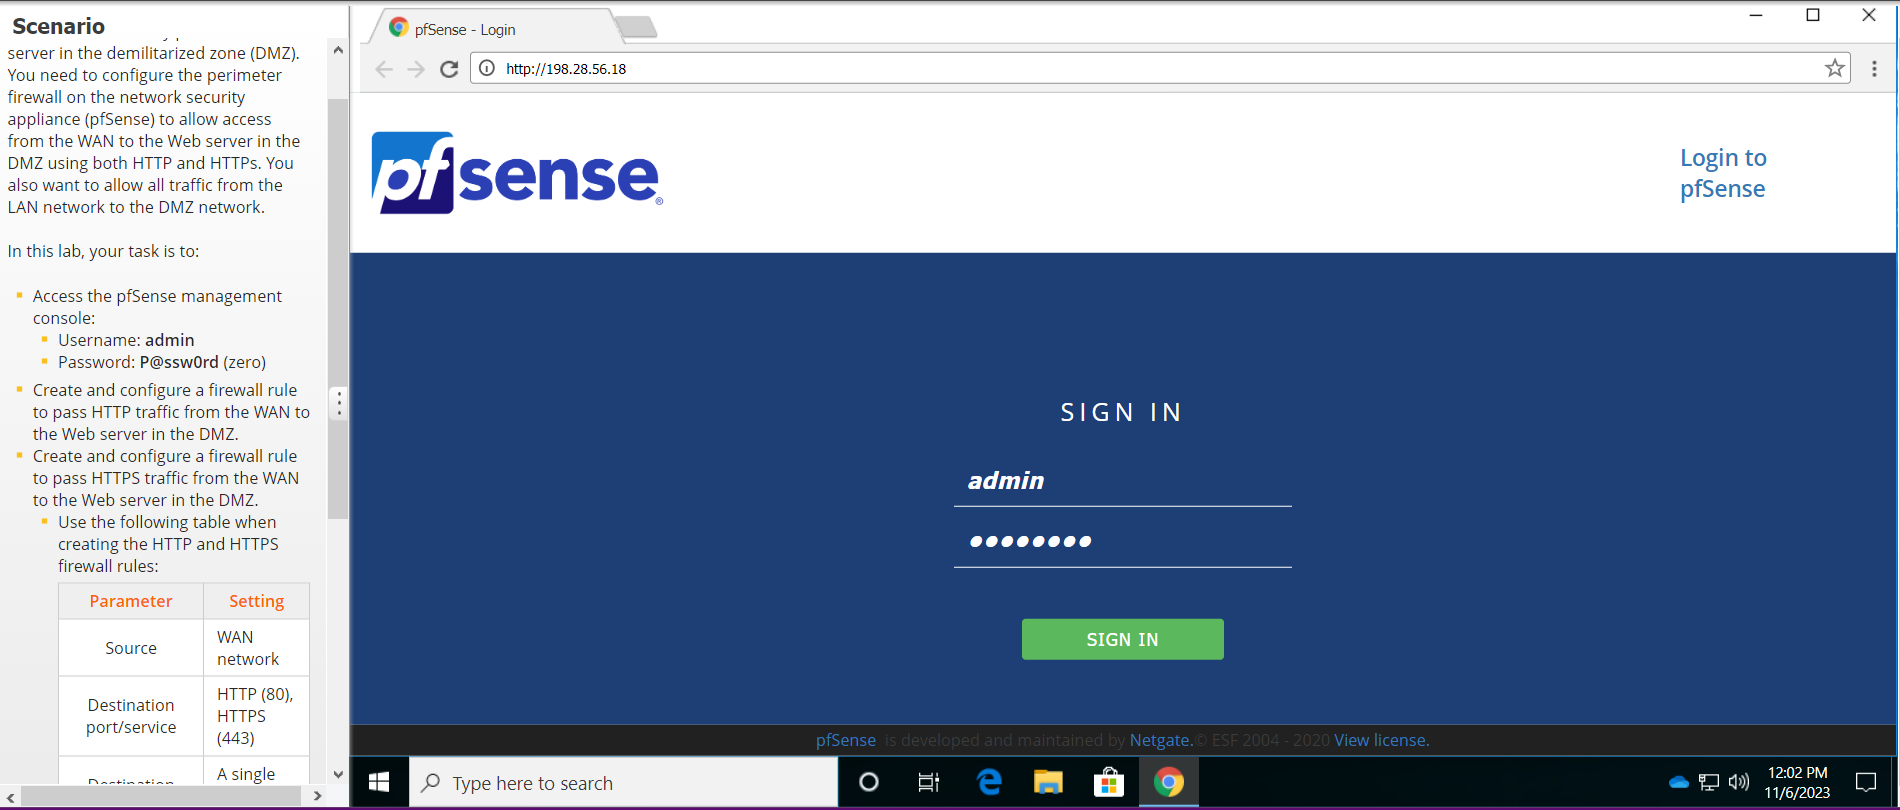 Scenario
server in the demilitarized zone (DMZ).
You need to configure the perimeter
firewall on the network security
appliance (pfSense) to allow access
from the WAN to the Web server in the
DMZ using both HTTP and HTTPs. You
also want to allow all traffic from the
LAN network to the DMZ network.
In this lab, your task is to:
Access the pfSense management
console:
Username: admin
Password: P@ssw0rd (zero)
Create and configure a firewall rule
to pass HTTP traffic from the WAN to
the Web server in the DMZ.
Create and configure a firewall rule
to pass HTTPS traffic from the WAN
to the Web server in the DMZ.
Use the following table when
creating the HTTP and HTTPS
firewall rules:
Parameter Setting
Source WAN
network
Destination
port/service HTTP (80),
HTTPS
(443)
Destination A single
pfSense - Login
http://198.28.56.18
pfsense®
Login to
pfSense
SIGN IN
admin
●●●●●●●●
SIGN IN
pfSense is developed and maintained by Netgate.© ESF 2004 - 2020 View license.
Type here to search
12:02 PM
11/6/2023